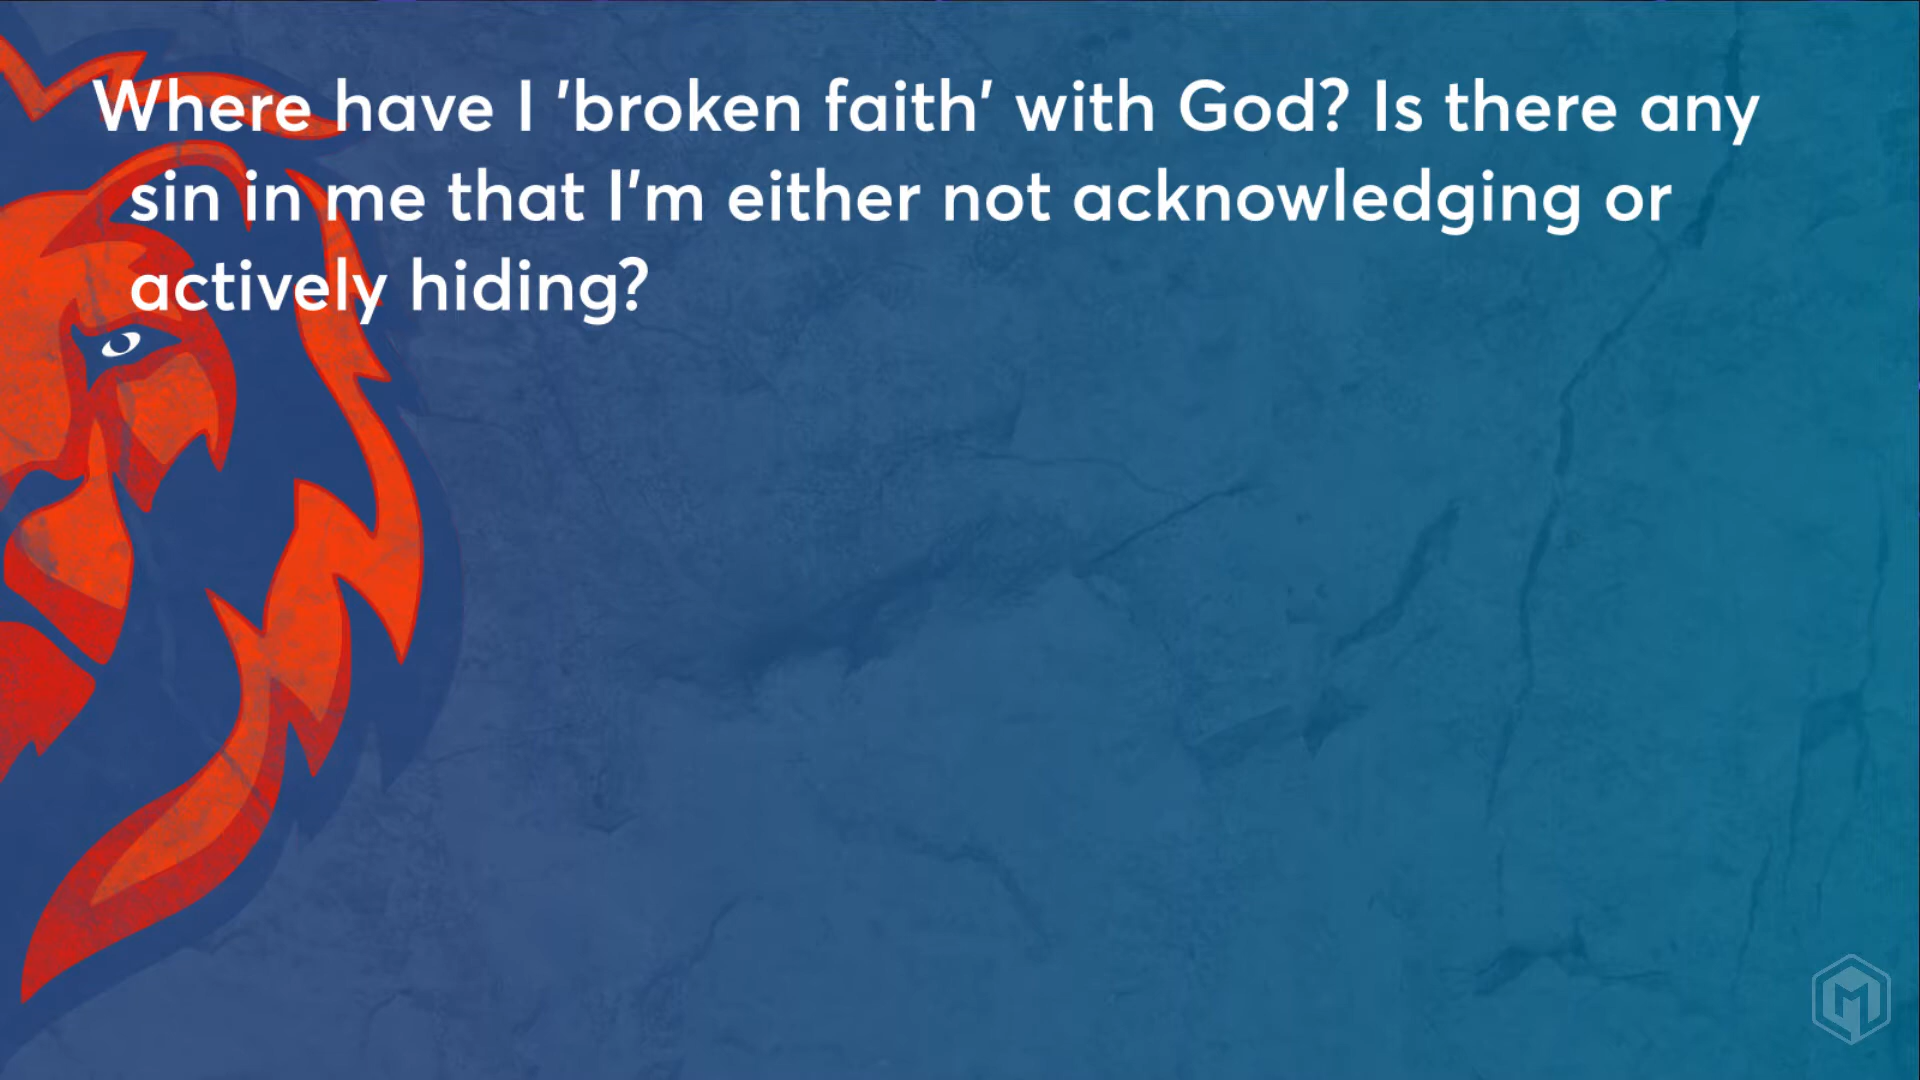 Where have I 'broken faith' with God? Is there any
sin in me that I'm either not acknowledging or
actively hiding?